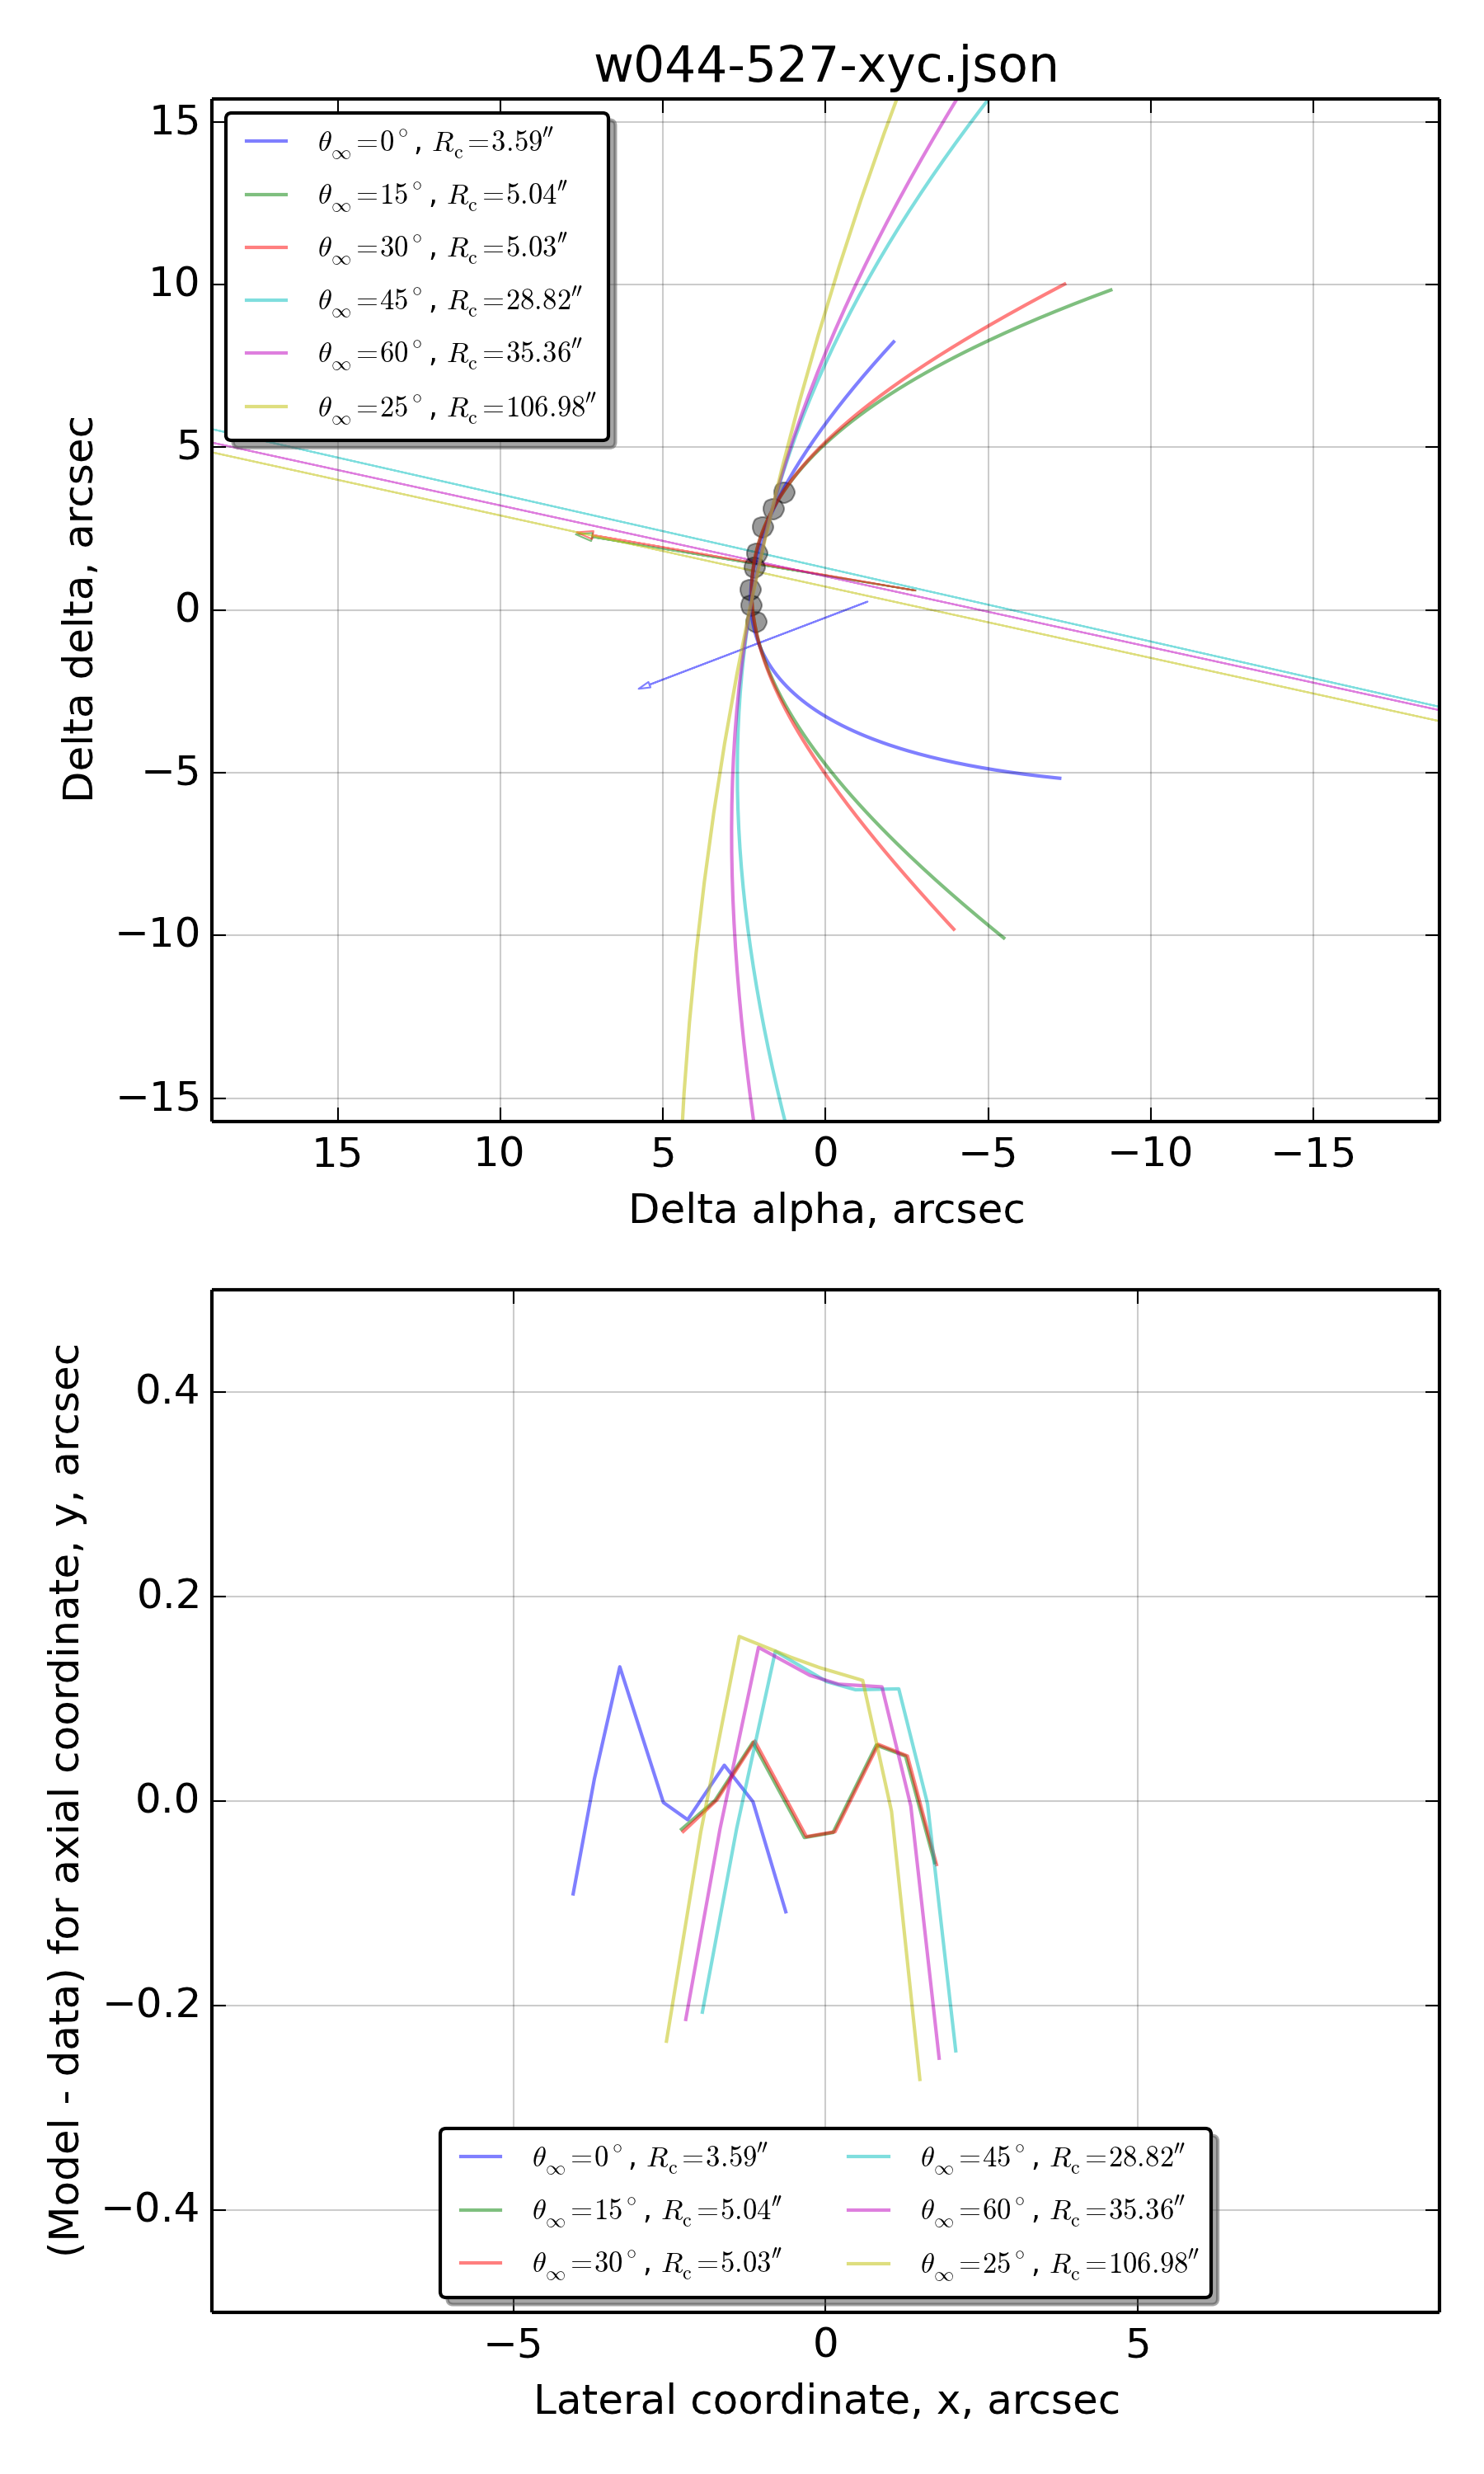 w044-527-xyc.json
15
10
5
0
−5
−10
−15
Delta delta, arcsec
θ∞=0°, Rc=3.59″
θ∞=15°, Rc=5.04″
θ∞=30°, Rc=5.03″
θ∞=45°, Rc=28.82″
θ∞=60°, Rc=35.36″
θ∞=25°, Rc=106.98″
15 10 5 0 −5 −10 −15
Delta alpha, arcsec
0.4
0.2
0.0
−0.2
−0.4
(Model - data) for axial coordinate, y, arcsec
θ∞=0°, Rc=3.59″ θ∞=45°, Rc=28.82″
θ∞=15°, Rc=5.04″ θ∞=60°, Rc=35.36″
θ∞=30°, Rc=5.03″ θ∞=25°, Rc=106.98″
−5 0 5
Lateral coordinate, x, arcsec